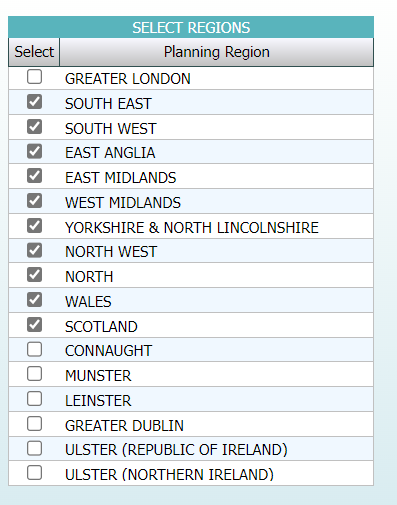 SELECT REGIONS
Select Planning Region
GREATER LONDON
SOUTH EAST
SOUTH WEST
EAST ANGLIA
EAST MIDLANDS
WEST MIDLANDS
YORKSHIRE & NORTH LINCOLNSHIRE
NORTH WEST
NORTH
WALES
SCOTLAND
CONNAUGHT
MUNSTER
LEINSTER
GREATER DUBLIN
ULSTER (REPUBLIC OF IRELAND)
ULSTER (NORTHERN IRELAND)